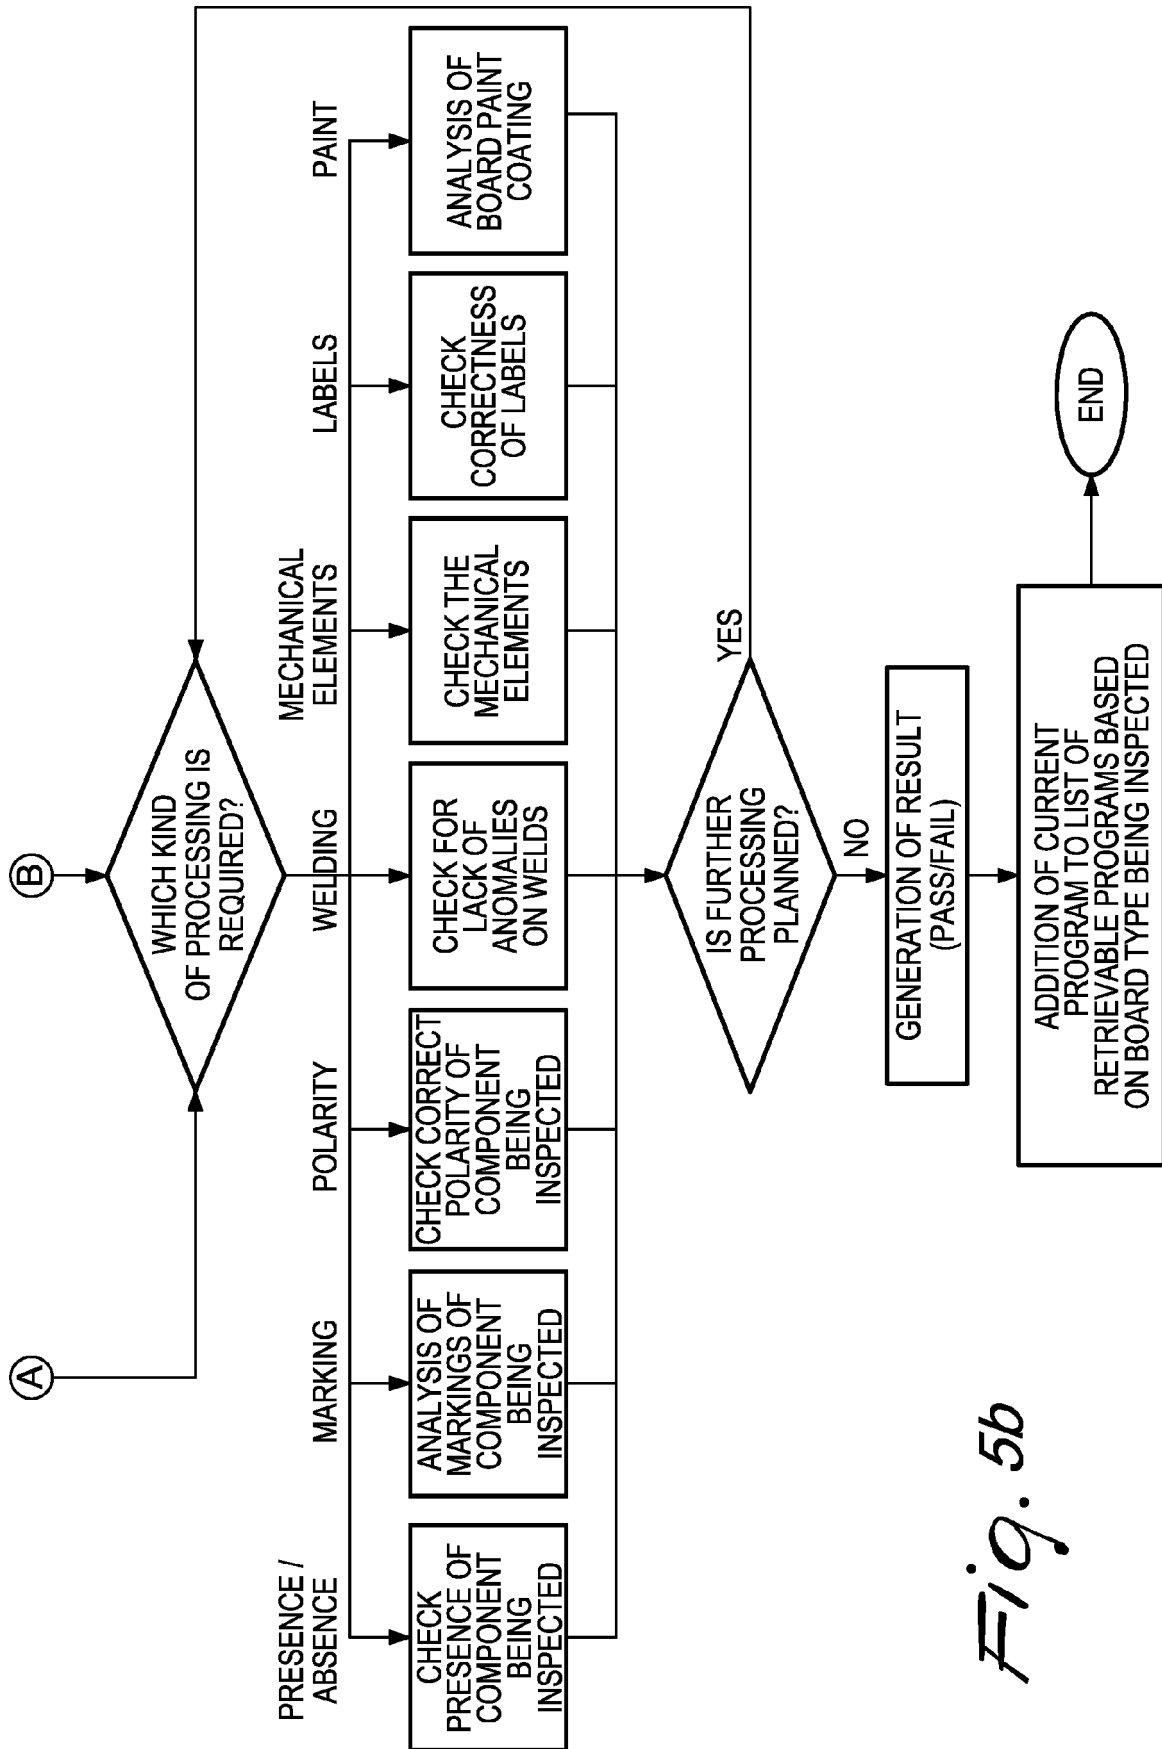 A
B
WHICH KIND
OF PROCESSING IS
REQUIRED?
PRESENCE /
ABSENCE
MARKING
POLARITY
WELDING
MECHANICAL
ELEMENTS
LABELS
PAINT
CHECK
PRESENCE OF
COMPONENT
BEING
INSPECTED
ANALYSIS OF
MARKINGS OF
COMPONENT
BEING
INSPECTED
CHECK CORRECT
POLARITY OF
COMPONENT
BEING
INSPECTED
CHECK FOR
LACK OF
ANOMALIES
ON WELDS
CHECK THE
MECHANICAL
ELEMENTS
CHECK
CORRECTNESS
OF LABELS
ANALYSIS OF
BOARD PAINT
COATING
IS FURTHER
PROCESSING
PLANNED?
YES
NO
GENERATION OF RESULT
(PASS/FAIL)
ADDITION OF CURRENT
PROGRAM TO LIST OF
RETRIEVABLE PROGRAMS BASED
ON BOARD TYPE BEING INSPECTED
END
Fig. 5b